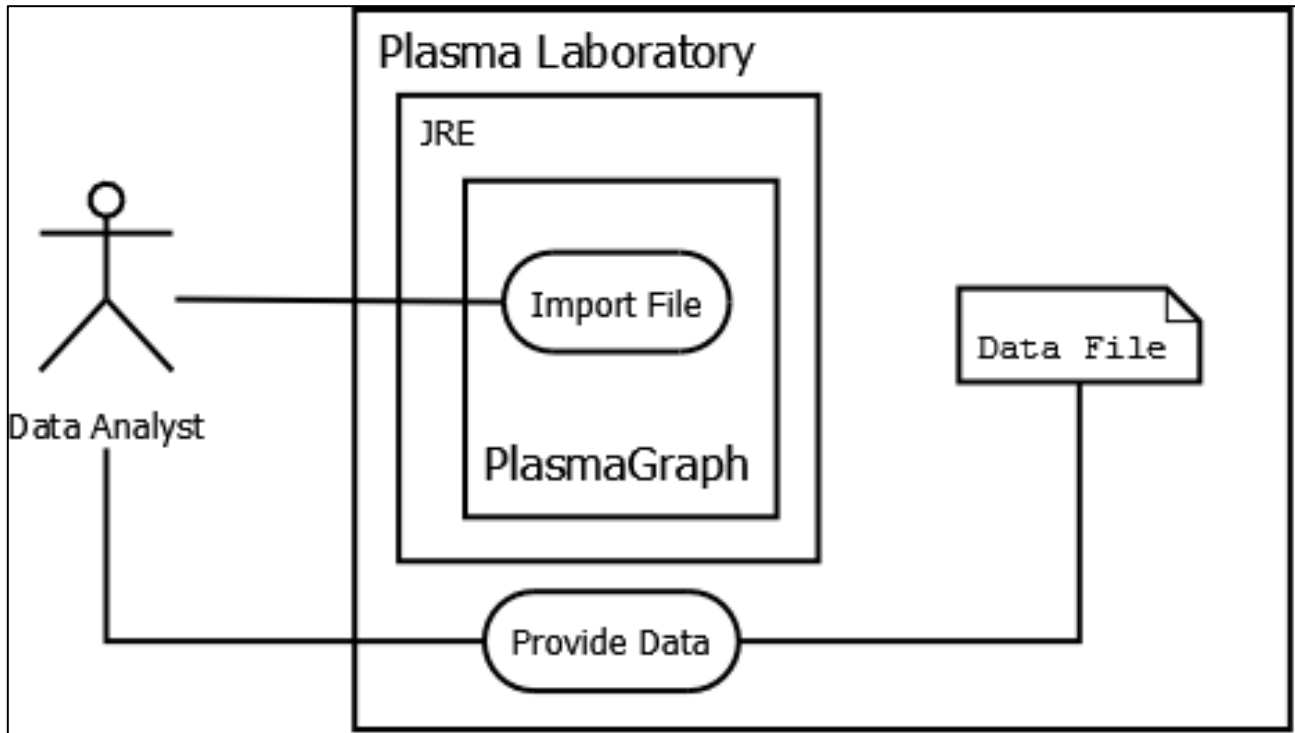 Plasma Laboratory
JRE
Import File
Data File
Data Analyst
PlasmaGraph
Provide Data